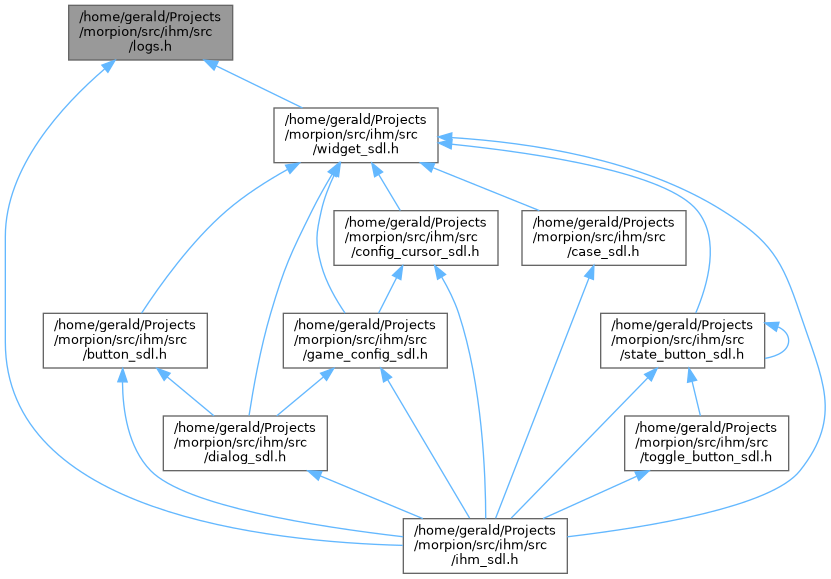 /home/gerald/Projects
/morpion/src/ihm/src
/logs.h
/home/gerald/Projects
/morpion/src/ihm/src
/widget_sdl.h
/home/gerald/Projects
/morpion/src/ihm/src
/config_cursor_sdl.h
/home/gerald/Projects
/morpion/src/ihm/src
/case_sdl.h
/home/gerald/Projects
/morpion/src/ihm/src
/button_sdl.h
/home/gerald/Projects
/morpion/src/ihm/src
/game_config_sdl.h
/home/gerald/Projects
/morpion/src/ihm/src
/state_button_sdl.h
/home/gerald/Projects
/morpion/src/ihm/src
/dialog_sdl.h
/home/gerald/Projects
/morpion/src/ihm/src
/toggle_button_sdl.h
/home/gerald/Projects
/morpion/src/ihm/src
/ihm_sdl.h